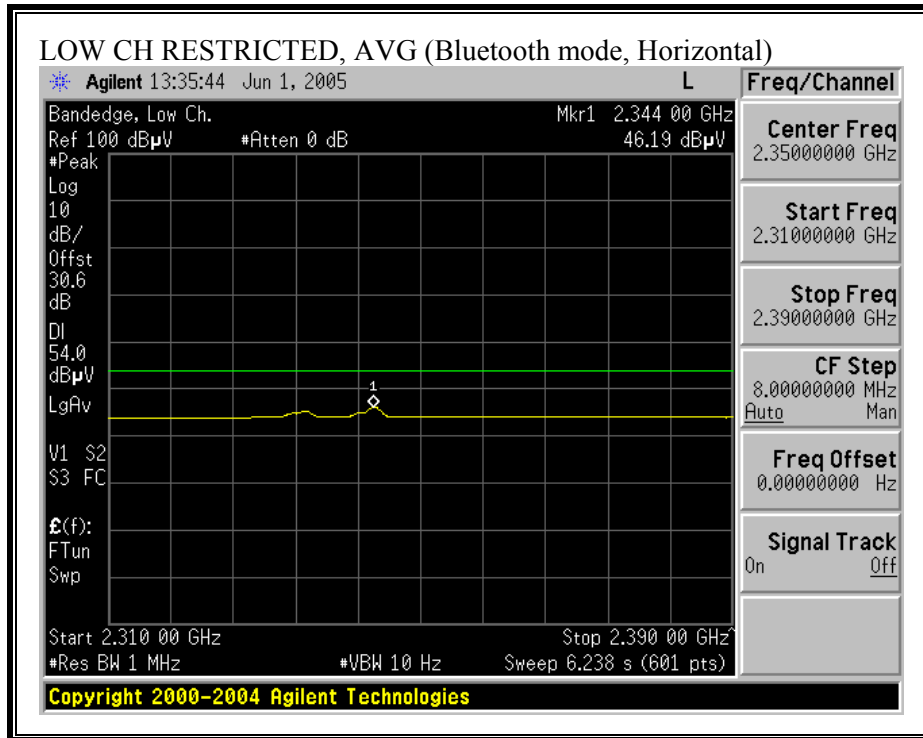 LOW CH RESTRICTED, AVG (Bluetooth mode, Horizontal)
Agilent 13:35:44 Jun 1, 2005 L
Bandedge, Low Ch. Mkr1 2.344 00 GHz
Ref 100 dBµV #Atten 0 dB 46.19 dBµV
#Peak
Log
10
dB/
Offst
30.6
dB
DI
54.0
dBµV
LgAv
1
V1 S2
S3 FC
£(f):
FTun
Swp
Start 2.310 00 GHz Stop 2.390 00 GHz^
#Res BW 1 MHz #VBW 10 Hz Sweep 6.238 s (601 pts)
Freq/Channel
Center Freq
2.35000000 GHz
Start Freq
2.31000000 GHz
Stop Freq
2.39000000 GHz
CF Step
8.00000000 MHz
Auto Man
Freq Offset
0.00000000 Hz
Signal Track
On Off
Copyright 2000-2004 Agilent Technologies